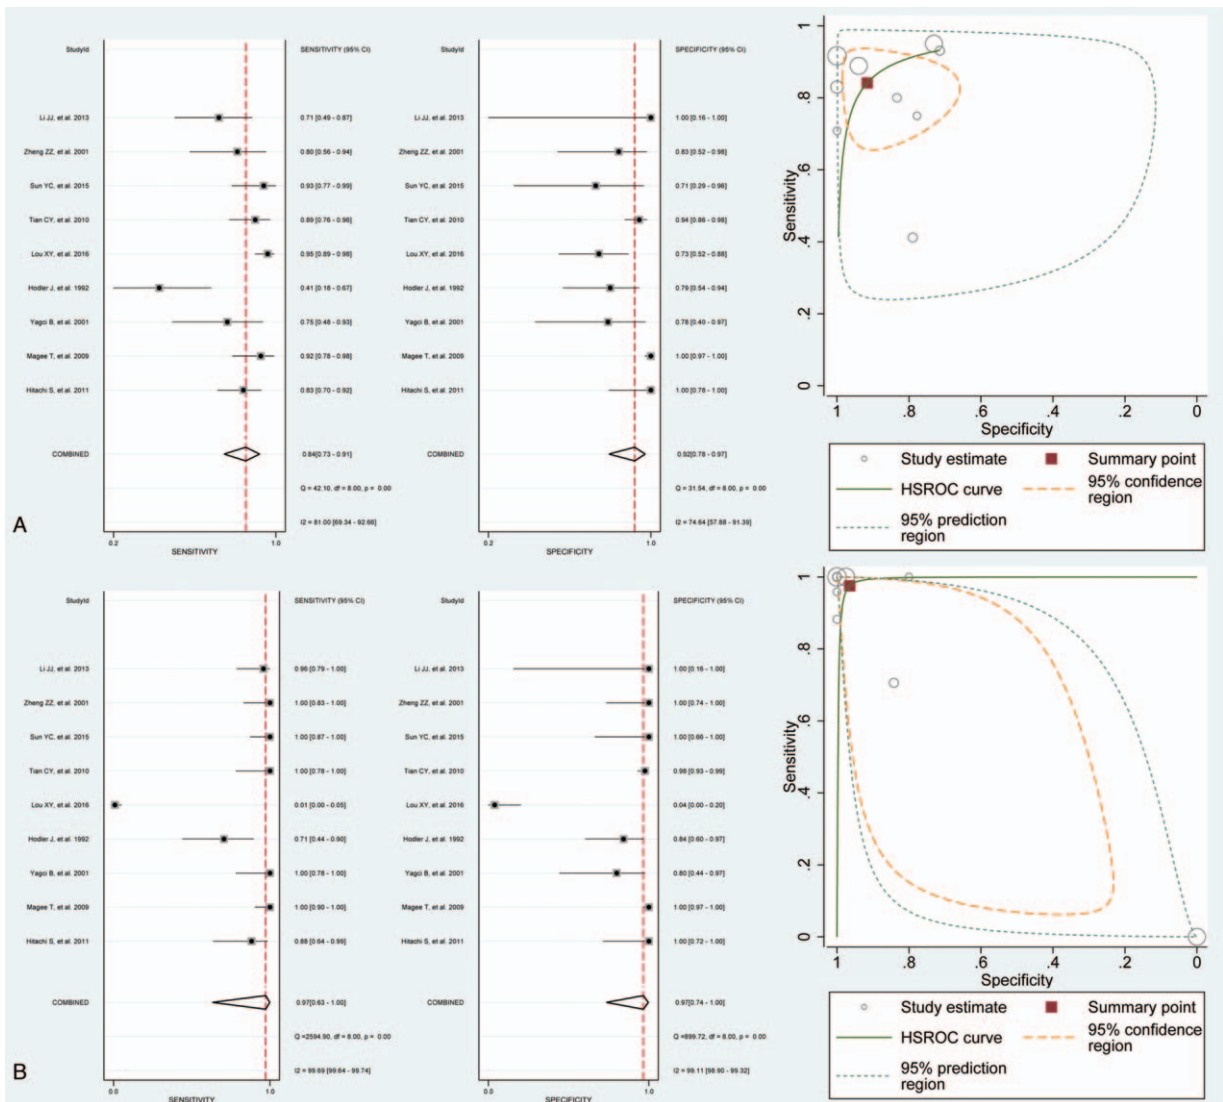 StudyId SENSITIVITY (95% CI)
Li JJ, et al. 2013 0.71 [0.49 - 0.87]
Zheng ZZ, et al. 2001 0.80 [0.56 - 0.94]
Sun YC, et al. 2015 0.93 [0.77 - 0.99]
Tian CY, et al. 2010 0.89 [0.76 - 0.96]
Lou XY, et al. 2016 0.95 [0.89 - 0.98]
Hodler J, et al. 1992 0.41 [0.18 - 0.67]
Yagci B, et al. 2001 0.75 [0.48 - 0.93]
Magee T, et al. 2009 0.92 [0.78 - 0.98]
Hitachi S, et al. 2011 0.83 [0.70 - 0.92]
COMBINED 0.84[0.73 - 0.91]
Q = 42.10, df = 8.00, p = 0.00
I2 = 81.00 [69.34 - 92.66]
0.2 1.0
SENSITIVITY
StudyId SPECIFICITY (95% CI)
Li JJ, et al. 2013 1.00 [0.16 - 1.00]
Zheng ZZ, et al. 2001 0.83 [0.52 - 0.98]
Sun YC, et al. 2015 0.71 [0.29 - 0.96]
Tian CY, et al. 2010 0.94 [0.86 - 0.98]
Lou XY, et al. 2016 0.73 [0.52 - 0.88]
Hodler J, et al. 1992 0.79 [0.54 - 0.94]
Yagci B, et al. 2001 0.78 [0.40 - 0.97]
Magee T, et al. 2009 1.00 [0.97 - 1.00]
Hitachi S, et al. 2011 1.00 [0.78 - 1.00]
COMBINED 0.92[0.78 - 0.97]
Q = 31.54, df = 8.00, p = 0.00
I2 = 74.64 [57.88 - 91.39]
0.2 1.0
SPECIFICITY
A
1
.8
.6
.4
.2
0
Sensitivity
1 .8 .6 .4 .2 0
Specificity
Study estimate Summary point
HSROC curve 95% confidence
region
95% prediction
region
StudyId SENSITIVITY (95% CI)
Li JJ, et al. 2013 0.96 [0.79 - 1.00]
Zheng ZZ, et al. 2001 1.00 [0.83 - 1.00]
Sun YC, et al. 2015 1.00 [0.87 - 1.00]
Tian CY, et al. 2010 1.00 [0.78 - 1.00]
Lou XY, et al. 2016 0.01 [0.00 - 0.05]
Hodler J, et al. 1992 0.71 [0.44 - 0.90]
Yagci B, et al. 2001 1.00 [0.78 - 1.00]
Magee T, et al. 2009 1.00 [0.90 - 1.00]
Hitachi S, et al. 2011 0.88 [0.64 - 0.99]
COMBINED 0.97[0.63 - 1.00]
Q =2594.90, df = 8.00, p = 0.00
I2 = 99.69 [99.64 - 99.74]
0.0 1.0
SENSITIVITY
StudyId SPECIFICITY (95% CI)
Li JJ, et al. 2013 1.00 [0.16 - 1.00]
Zheng ZZ, et al. 2001 1.00 [0.74 - 1.00]
Sun YC, et al. 2015 1.00 [0.66 - 1.00]
Tian CY, et al. 2010 0.98 [0.93 - 0.99]
Lou XY, et al. 2016 0.04 [0.00 - 0.20]
Hodler J, et al. 1992 0.84 [0.60 - 0.97]
Yagci B, et al. 2001 0.80 [0.44 - 0.97]
Magee T, et al. 2009 1.00 [0.97 - 1.00]
Hitachi S, et al. 2011 1.00 [0.72 - 1.00]
COMBINED 0.97[0.74 - 1.00]
Q =899.72, df = 8.00, p = 0.00
I2 = 99.11 [98.90 - 99.32]
0.0 1.0
SPECIFICITY
B
1
.8
.6
.4
.2
0
Sensitivity
1 .8 .6 .4 .2 0
Specificity
Study estimate Summary point
HSROC curve 95% confidence
region
95% prediction
region